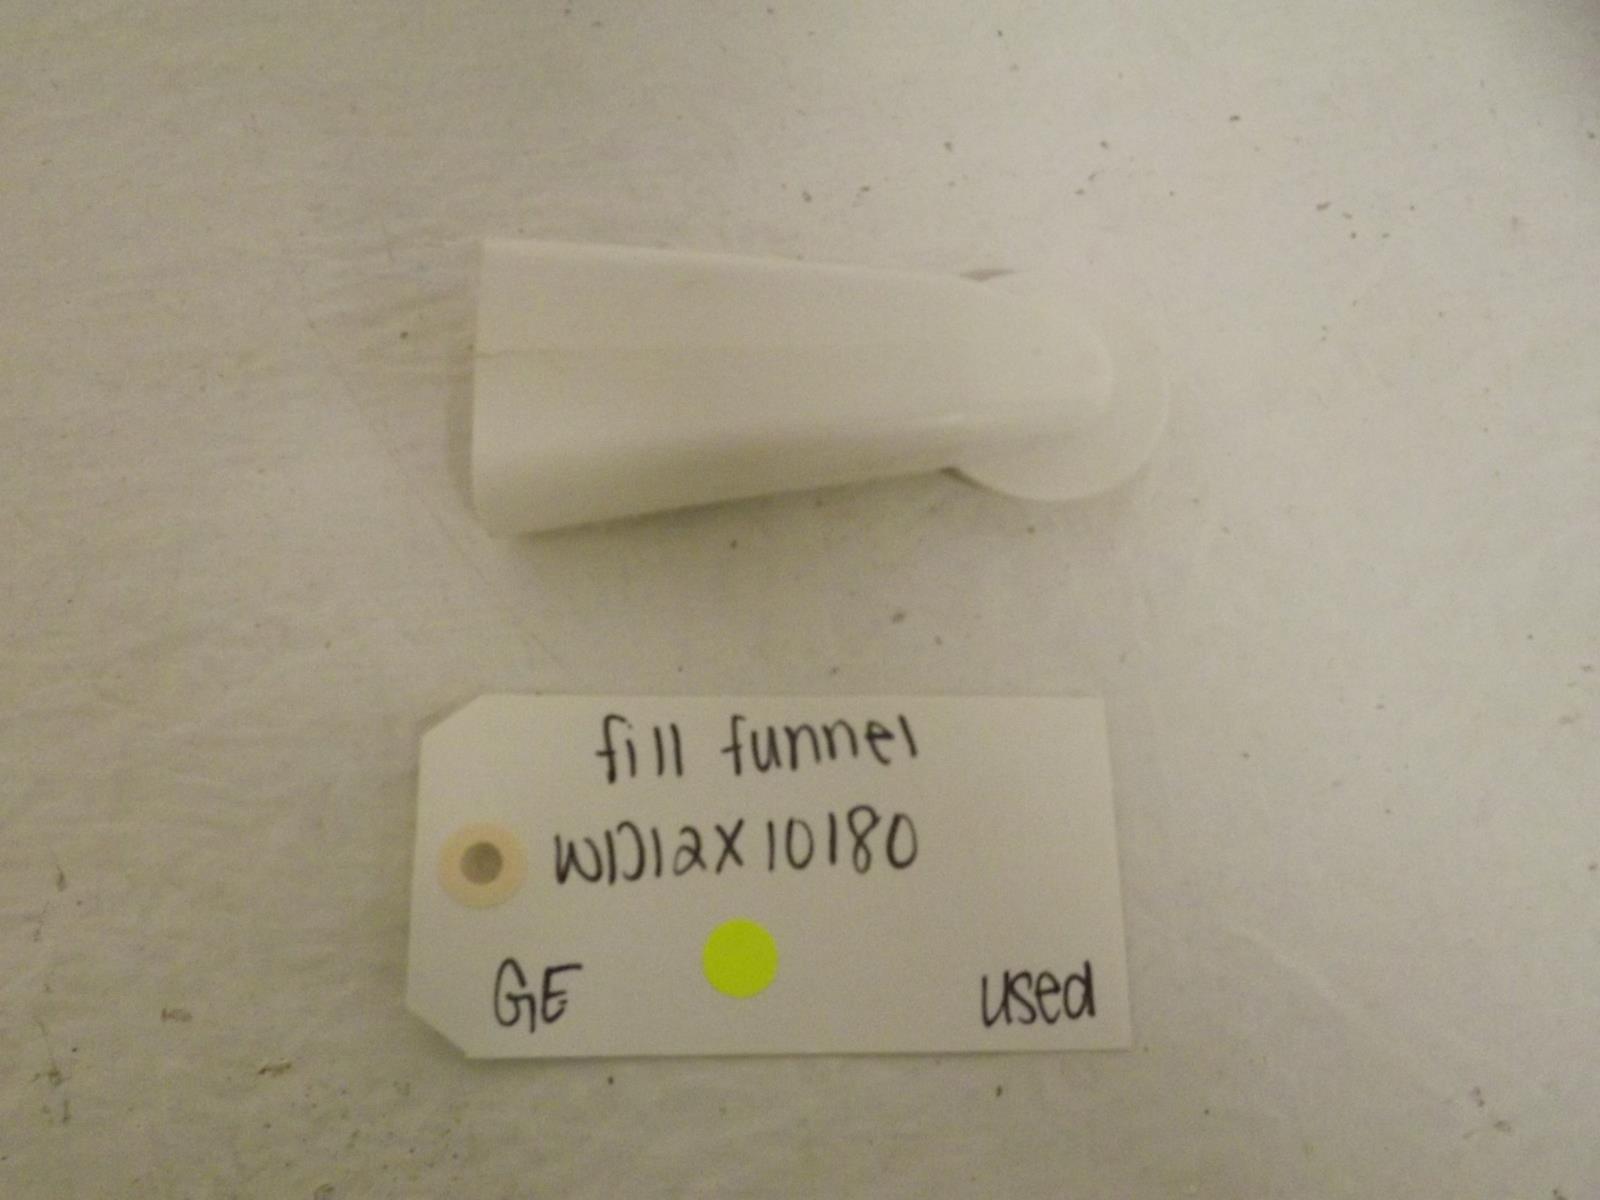 fill funnel
WD12X10180
GE used